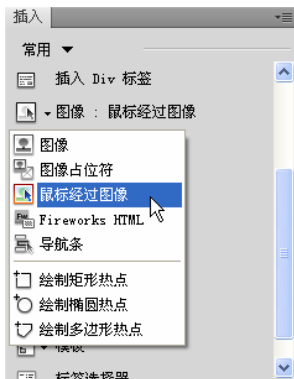 插入
常用
插入 Div 标签
图像 : 鼠标经过图像
图像
图像占位符
鼠标经过图像
Fireworks HTML
导航条
绘制矩形热点
绘制椭圆热点
绘制多边形热点
模板
标签选择器